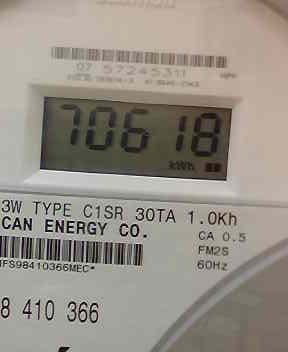 07 57245311
70618
kWh
3W TYPE C1SR 30TA 1.0Kh
CAN ENERGY CO.
CA 0.5
FM2S
60Hz
IFS98410366MEC*
8 410 366